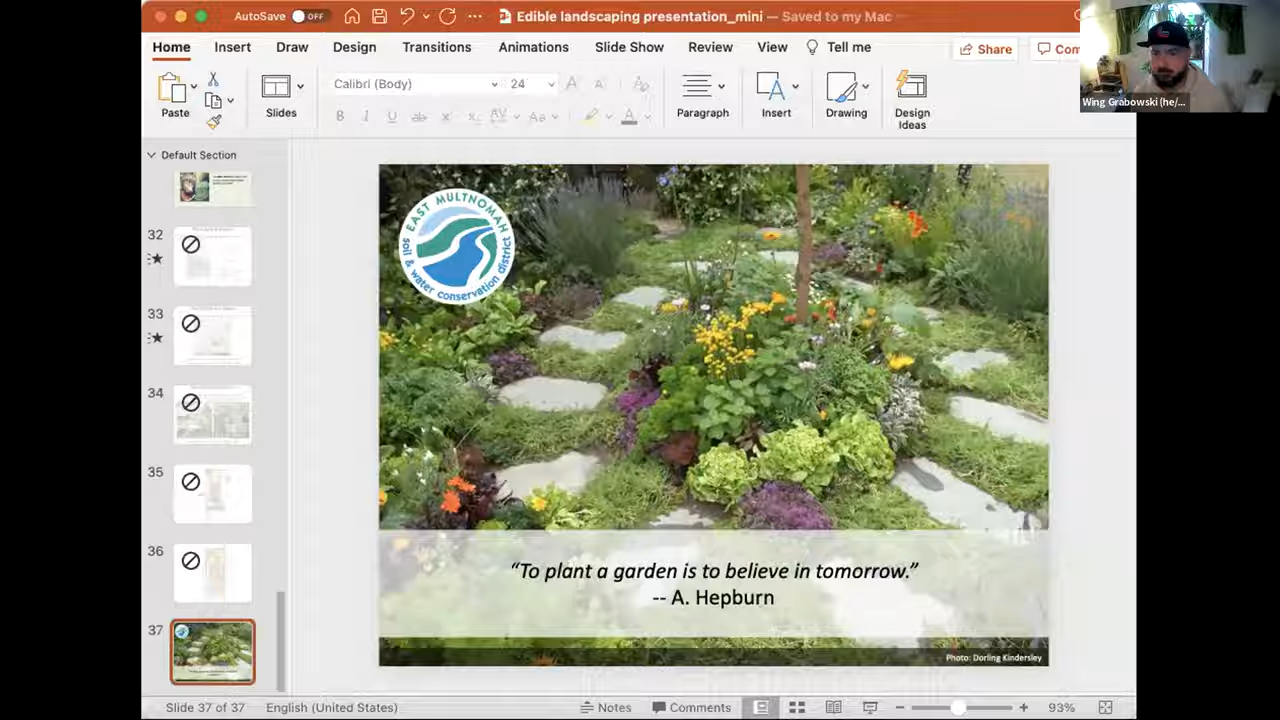 AutoSave OFF
Edible landscaping presentation_mini — Saved to my Mac
Home Insert Draw Design Transitions Animations Slide Show Review View Tell me
Share Com
Wing Grabowski (he/...
Paste
Slides
Calibri (Body) 24
Paragraph
Insert
Drawing
Design
Ideas
Default Section
32
33
34
35
36
37
EAST MULTNOMAH
soil & water conservation district
“To plant a garden is to believe in tomorrow.”
-- A. Hepburn
Photo: Dorling Kindersley
Slide 37 of 37 English (United States) Notes Comments 93%